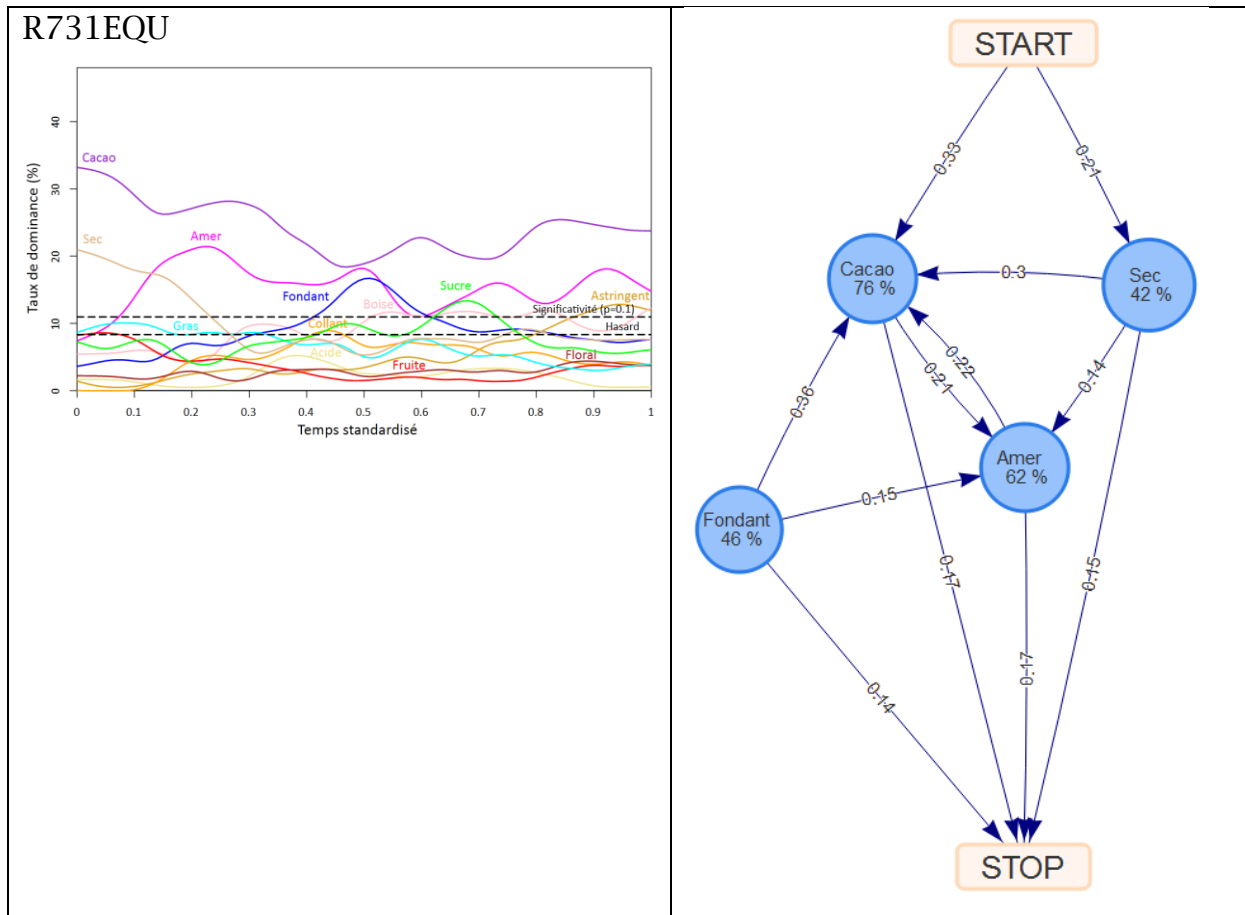 R731EQU
Taux de dominance (%)
40
30
20
10
0
Cacao
Sec
Amer
Fondant
Boise
Sucre
Astringent
Significativité (p=0.1)
Gras
Collant
Hasard
Acide
Fruite
Floral
0 0.1 0.2 0.3 0.4 0.5 0.6 0.7 0.8 0.9 1
Temps standardisé
START
0.33
0.21
Cacao
76 %
0.3
Sec
42 %
0.22
0.21
0.14
0.36
Amer
62 %
0.15
Fondant
46 %
0.17
0.15
0.17
0.14
STOP